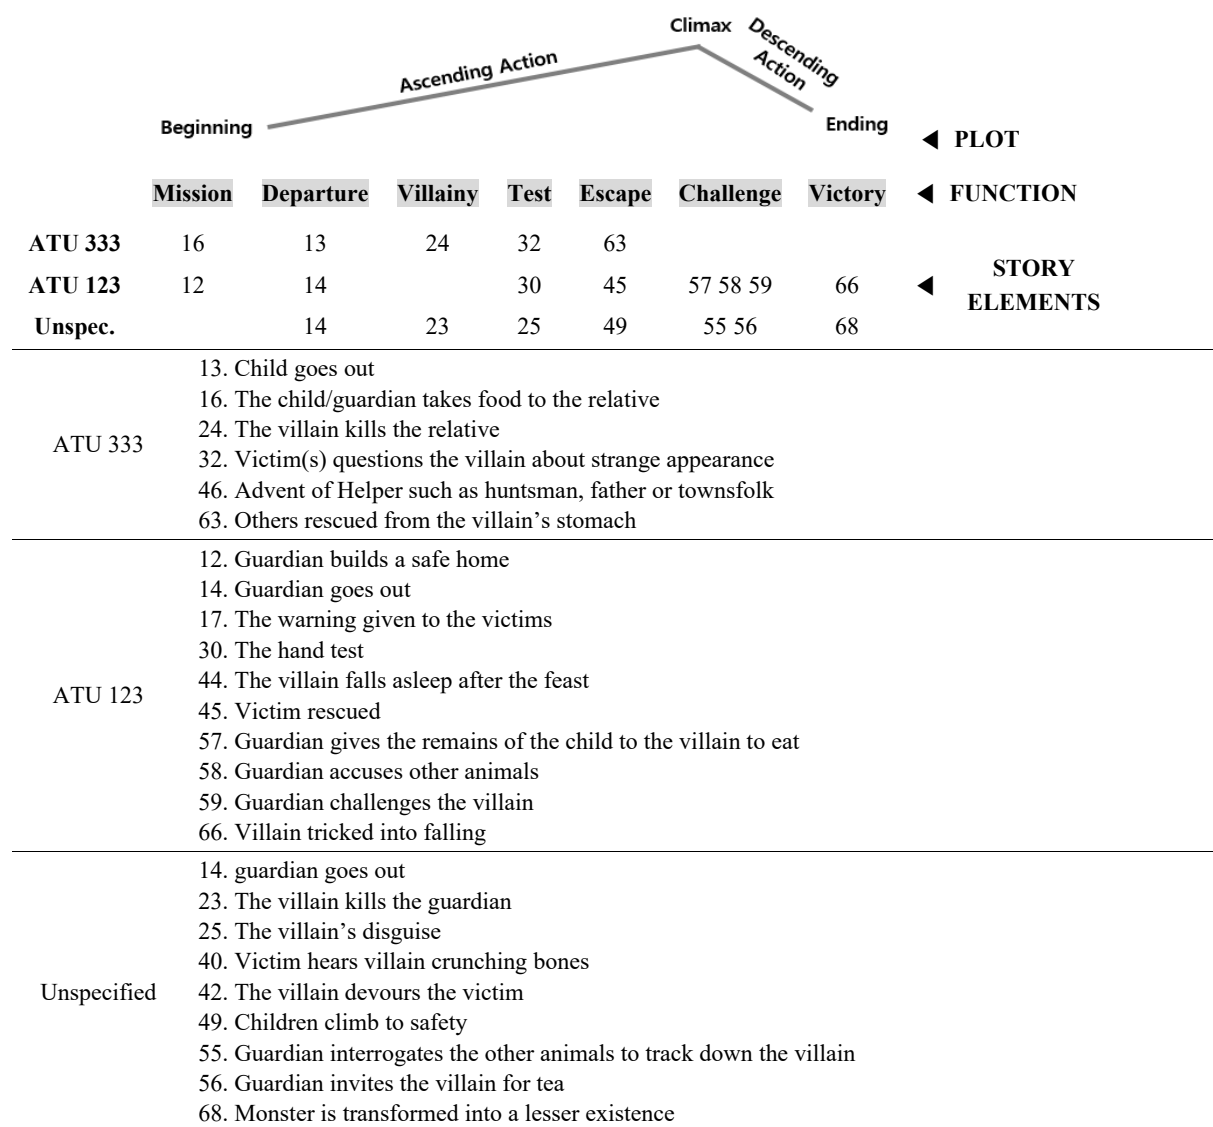 Climax
Descending
Action
Ascending Action
Beginning
Ending
◀ PLOT
Mission Departure Villainy Test Escape Challenge Victory ◀ FUNCTION
ATU 333 16 13 24 32 63
ATU 123 12 14 30 45 57 58 59 66
Unspec. 14 23 25 49 55 56 68
◀ STORY
ELEMENTS
ATU 333
13. Child goes out
16. The child/guardian takes food to the relative
24. The villain kills the relative
32. Victim(s) questions the villain about strange appearance
46. Advent of Helper such as huntsman, father or townsfolk
63. Others rescued from the villain’s stomach
ATU 123
12. Guardian builds a safe home
14. Guardian goes out
17. The warning given to the victims
30. The hand test
44. The villain falls asleep after the feast
45. Victim rescued
57. Guardian gives the remains of the child to the villain to eat
58. Guardian accuses other animals
59. Guardian challenges the villain
66. Villain tricked into falling
Unspecified
14. guardian goes out
23. The villain kills the guardian
25. The villain’s disguise
40. Victim hears villain crunching bones
42. The villain devours the victim
49. Children climb to safety
55. Guardian interrogates the other animals to track down the villain
56. Guardian invites the villain for tea
68. Monster is transformed into a lesser existence